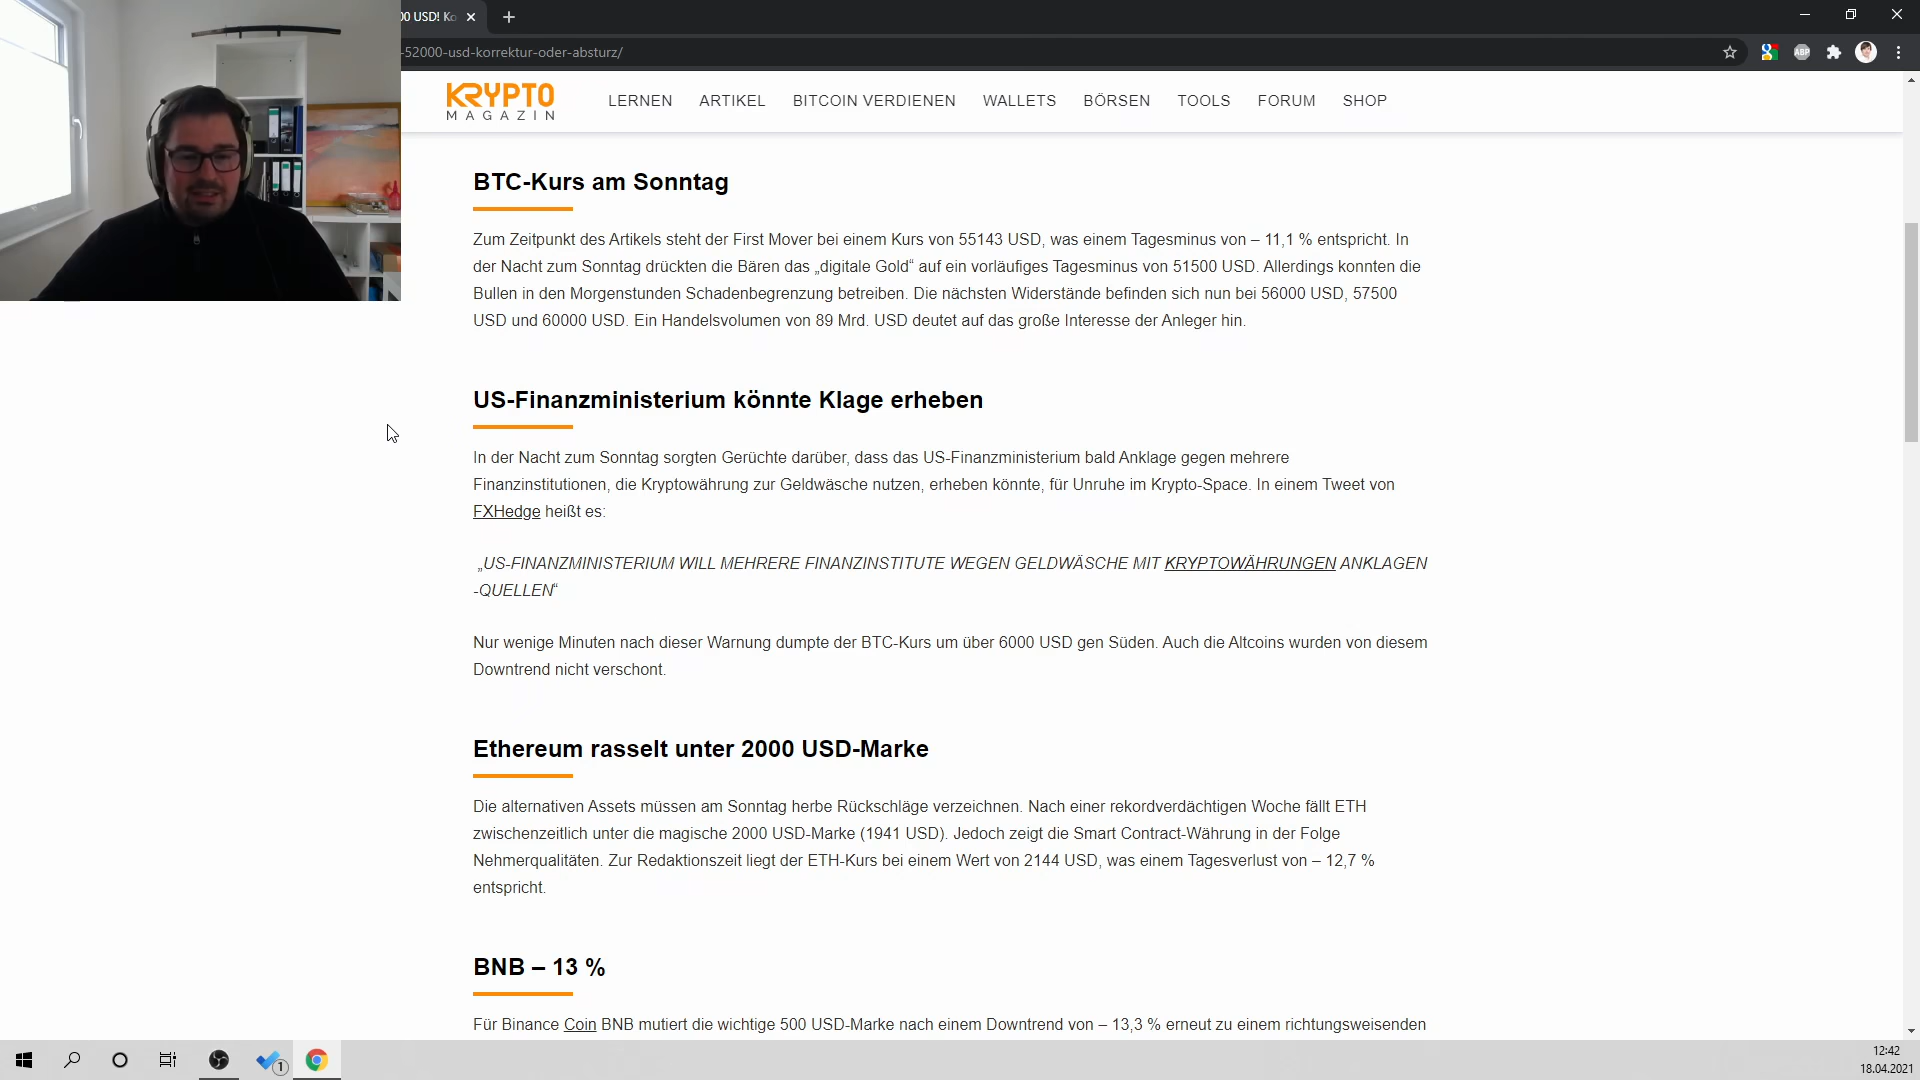 00 USD! Ko
-52000-usd-korrektur-oder-absturz/
ABP
KRYPTO
MAGAZIN
LERNEN ARTIKEL BITCOIN VERDIENEN WALLETS BÖRSEN TOOLS FORUM SHOP
BTC-Kurs am Sonntag
Zum Zeitpunkt des Artikels steht der First Mover bei einem Kurs von 55143 USD, was einem Tagesminus von – 11,1 % entspricht. In
der Nacht zum Sonntag drückten die Bären das „digitale Gold“ auf ein vorläufiges Tagesminus von 51500 USD. Allerdings konnten die
Bullen in den Morgenstunden Schadenbegrenzung betreiben. Die nächsten Widerstände befinden sich nun bei 56000 USD, 57500
USD und 60000 USD. Ein Handelsvolumen von 89 Mrd. USD deutet auf das große Interesse der Anleger hin.
US-Finanzministerium könnte Klage erheben
In der Nacht zum Sonntag sorgten Gerüchte darüber, dass das US-Finanzministerium bald Anklage gegen mehrere
Finanzinstitutionen, die Kryptowährung zur Geldwäsche nutzen, erheben könnte, für Unruhe im Krypto-Space. In einem Tweet von
FXHedge heißt es:
„US-FINANZMINISTERIUM WILL MEHRERE FINANZINSTITUTE WEGEN GELDWÄSCHE MIT KRYPTOWÄHRUNGEN ANKLAGEN
-QUELLEN“
Nur wenige Minuten nach dieser Warnung dumpte der BTC-Kurs um über 6000 USD gen Süden. Auch die Altcoins wurden von diesem
Downtrend nicht verschont.
Ethereum rasselt unter 2000 USD-Marke
Die alternativen Assets müssen am Sonntag herbe Rückschläge verzeichnen. Nach einer rekordverdächtigen Woche fällt ETH
zwischenzeitlich unter die magische 2000 USD-Marke (1941 USD). Jedoch zeigt die Smart Contract-Währung in der Folge
Nehmerqualitäten. Zur Redaktionszeit liegt der ETH-Kurs bei einem Wert von 2144 USD, was einem Tagesverlust von – 12,7 %
entspricht.
BNB – 13 %
Für Binance Coin BNB mutiert die wichtige 500 USD-Marke nach einem Downtrend von – 13,3 % erneut zu einem richtungsweisenden
1
12:42
18.04.2021